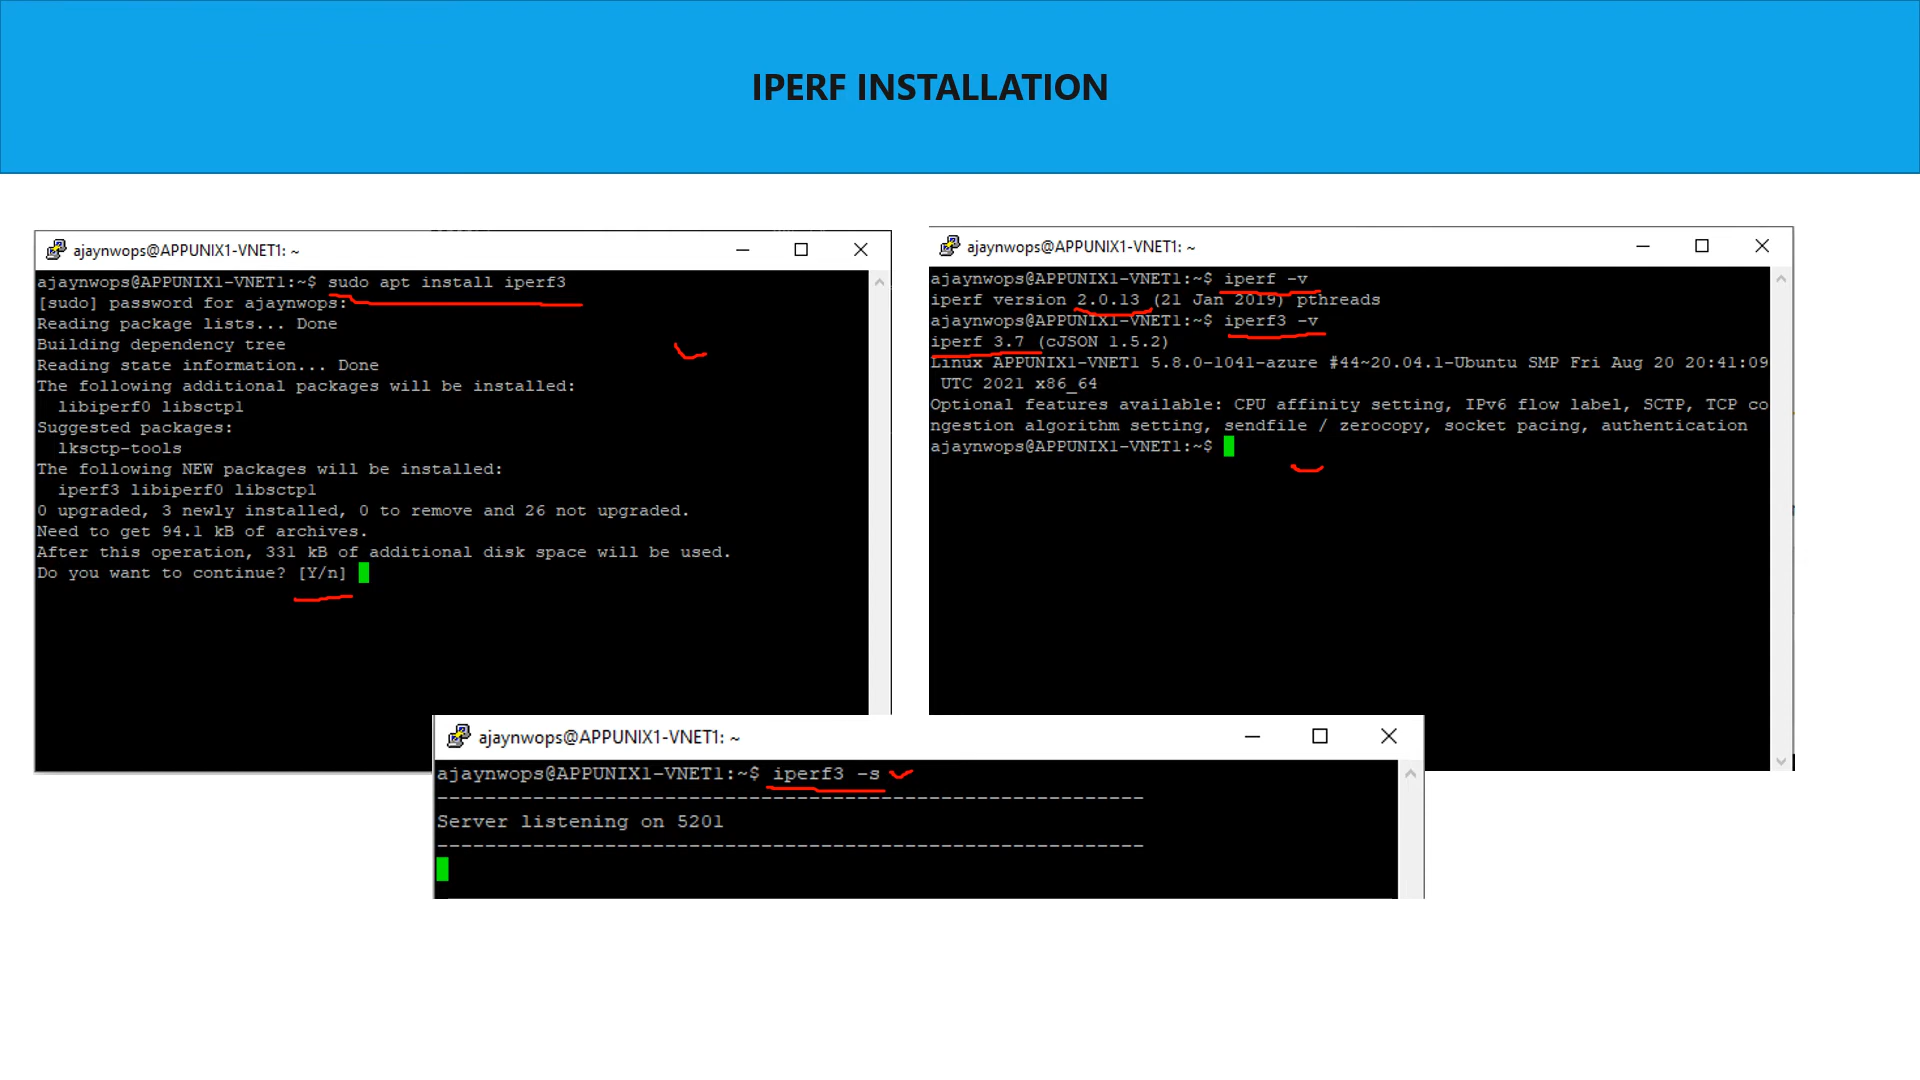 IPERF INSTALLATION
ajaynwops@APPUNIX1-VNET1: ~
ajaynwops@APPUNIX1-VNET1:~$ sudo apt install iperf3
[sudo] password for ajaynwops:
Reading package lists... Done
Building dependency tree
Reading state information... Done
The following additional packages will be installed:
  libiperf0 libsctp1
Suggested packages:
  lksctp-tools
The following NEW packages will be installed:
  iperf3 libiperf0 libsctp1
0 upgraded, 3 newly installed, 0 to remove and 26 not upgraded.
Need to get 94.1 kB of archives.
After this operation, 331 kB of additional disk space will be used.
Do you want to continue? [Y/n]
ajaynwops@APPUNIX1-VNET1: ~
ajaynwops@APPUNIX1-VNET1:~$ iperf -v
iperf version 2.0.13 (21 Jan 2019) pthreads
ajaynwops@APPUNIX1-VNET1:~$ iperf3 -v
iperf 3.7 (cJSON 1.5.2)
Linux APPUNIX1-VNET1 5.8.0-1041-azure #44~20.04.1-Ubuntu SMP Fri Aug 20 20:41:09
 UTC 2021 x86_64
Optional features available: CPU affinity setting, IPv6 flow label, SCTP, TCP co
ngestion algorithm setting, sendfile / zerocopy, socket pacing, authentication
ajaynwops@APPUNIX1-VNET1:~$
ajaynwops@APPUNIX1-VNET1: ~
ajaynwops@APPUNIX1-VNET1:~$ iperf3 -s
-----------------------------------------------------------
Server listening on 5201
-----------------------------------------------------------